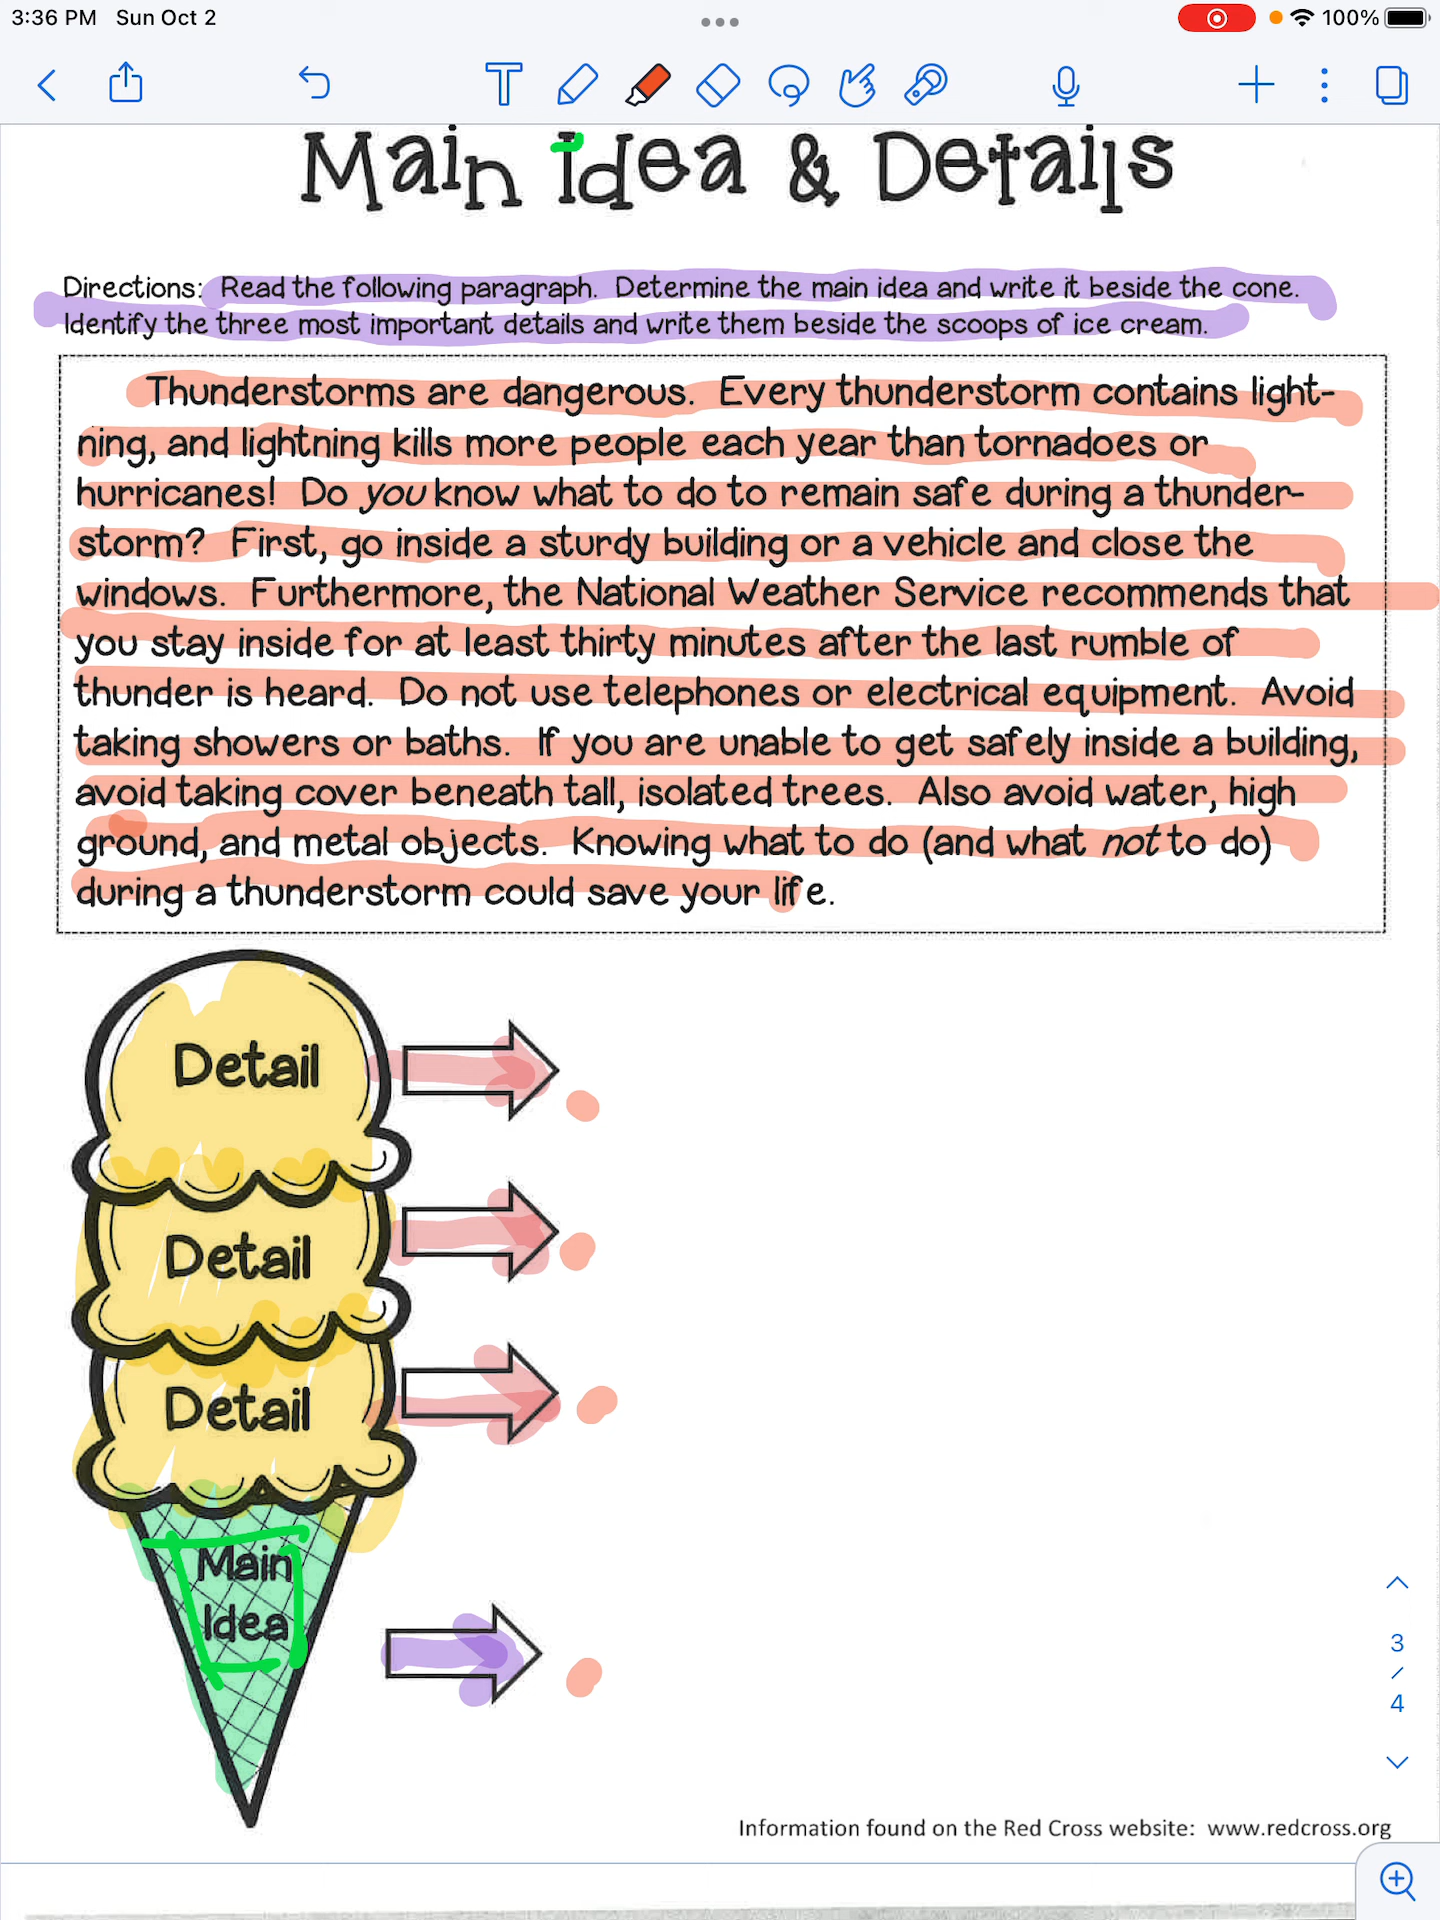 3:36 PM Sun Oct 2
100%
T
Main Idea & Details
Directions: Read the following paragraph. Determine the main idea and write it beside the cone.
Identify the three most important details and write them beside the scoops of ice cream.
Thunderstorms are dangerous. Every thunderstorm contains light-
ning, and lightning kills more people each year than tornadoes or
hurricanes! Do you know what to do to remain safe during a thunder-
storm? First, go inside a sturdy building or a vehicle and close the
windows. Furthermore, the National Weather Service recommends that
you stay inside for at least thirty minutes after the last rumble of
thunder is heard. Do not use telephones or electrical equipment. Avoid
taking showers or baths. If you are unable to get safely inside a building,
avoid taking cover beneath tall, isolated trees. Also avoid water, high
ground, and metal objects. Knowing what to do (and what not to do)
during a thunderstorm could save your life.
Detail
Detail
Detail
Main
Idea
3
/
4
Information found on the Red Cross website: www.redcross.org